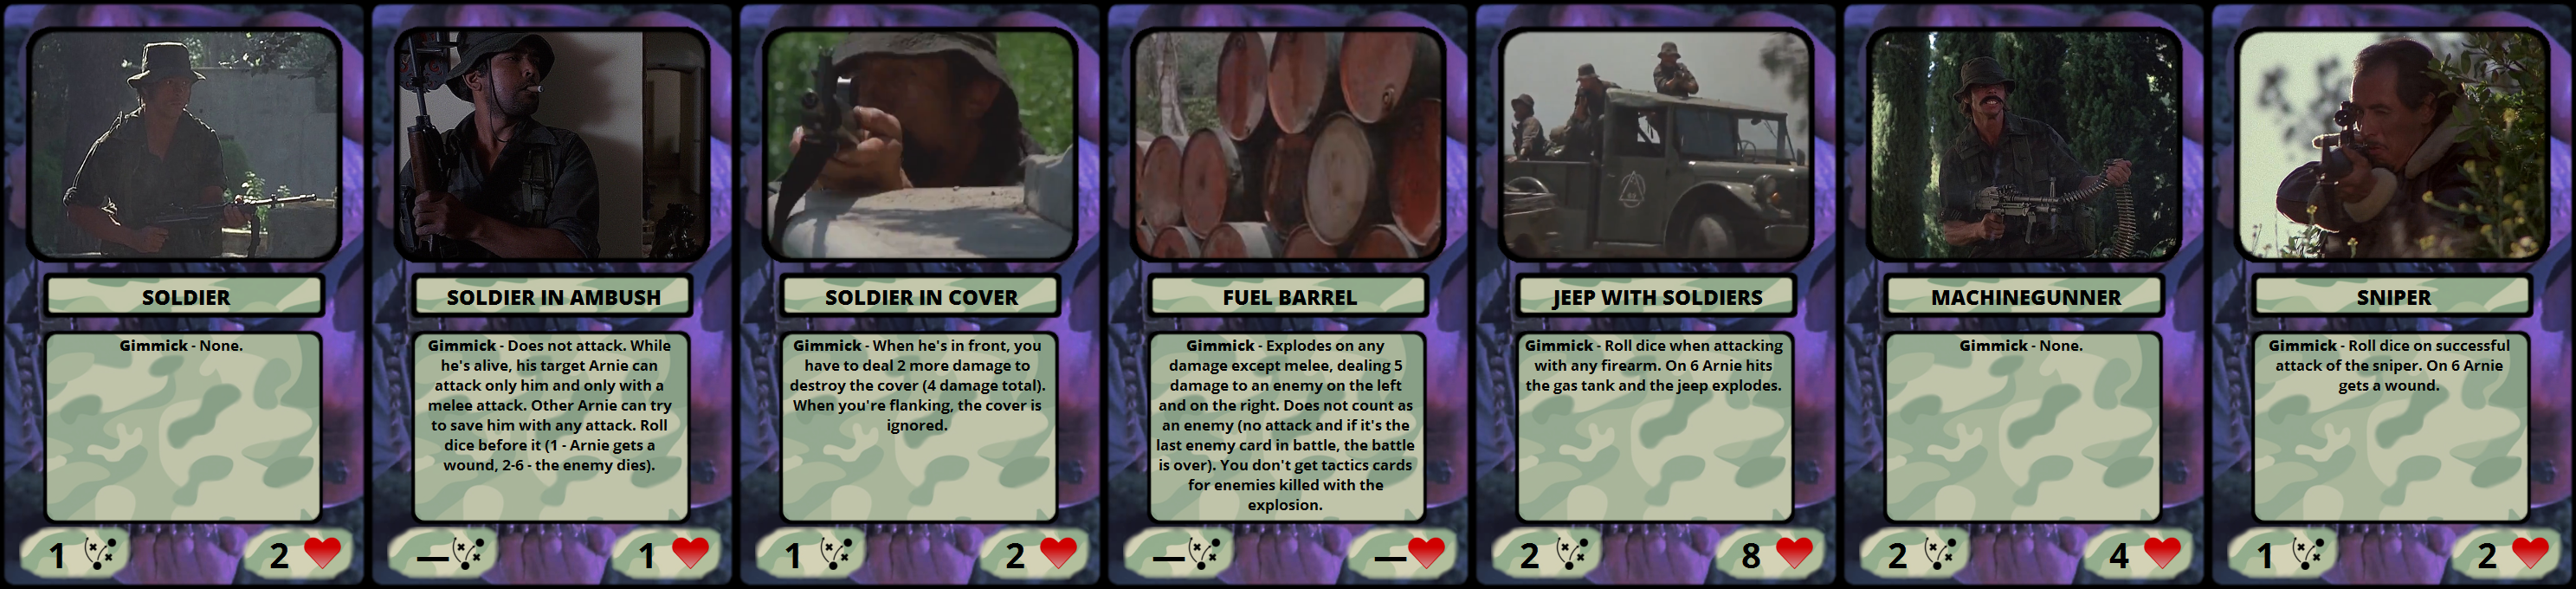 SOLDIER
Gimmick - None.
1
2
SOLDIER IN AMBUSH
Gimmick - Does not attack. While
he's alive, his target Arnie can
attack only him and only with a
melee attack. Other Arnie can try
to save him with any attack. Roll
dice before it (1 - Arnie gets a
wound, 2-6 - the enemy dies).
—
1
SOLDIER IN COVER
Gimmick - When he's in front, you
have to deal 2 more damage to
destroy the cover (4 damage total).
When you're flanking, the cover is
ignored.
1
2
FUEL BARREL
Gimmick - Explodes on any
damage except melee, dealing 5
damage to an enemy on the left
and on the right. Does not count as
an enemy (no attack and if it's the
last enemy card in battle, the battle
is over). You don't get tactics cards
for enemies killed with the
explosion.
—
—
JEEP WITH SOLDIERS
Gimmick - Roll dice when attacking
with any firearm. On 6 Arnie hits
the gas tank and the jeep explodes.
2
8
MACHINEGUNNER
Gimmick - None.
2
4
SNIPER
Gimmick - Roll dice on successful
attack of the sniper. On 6 Arnie
gets a wound.
1
2